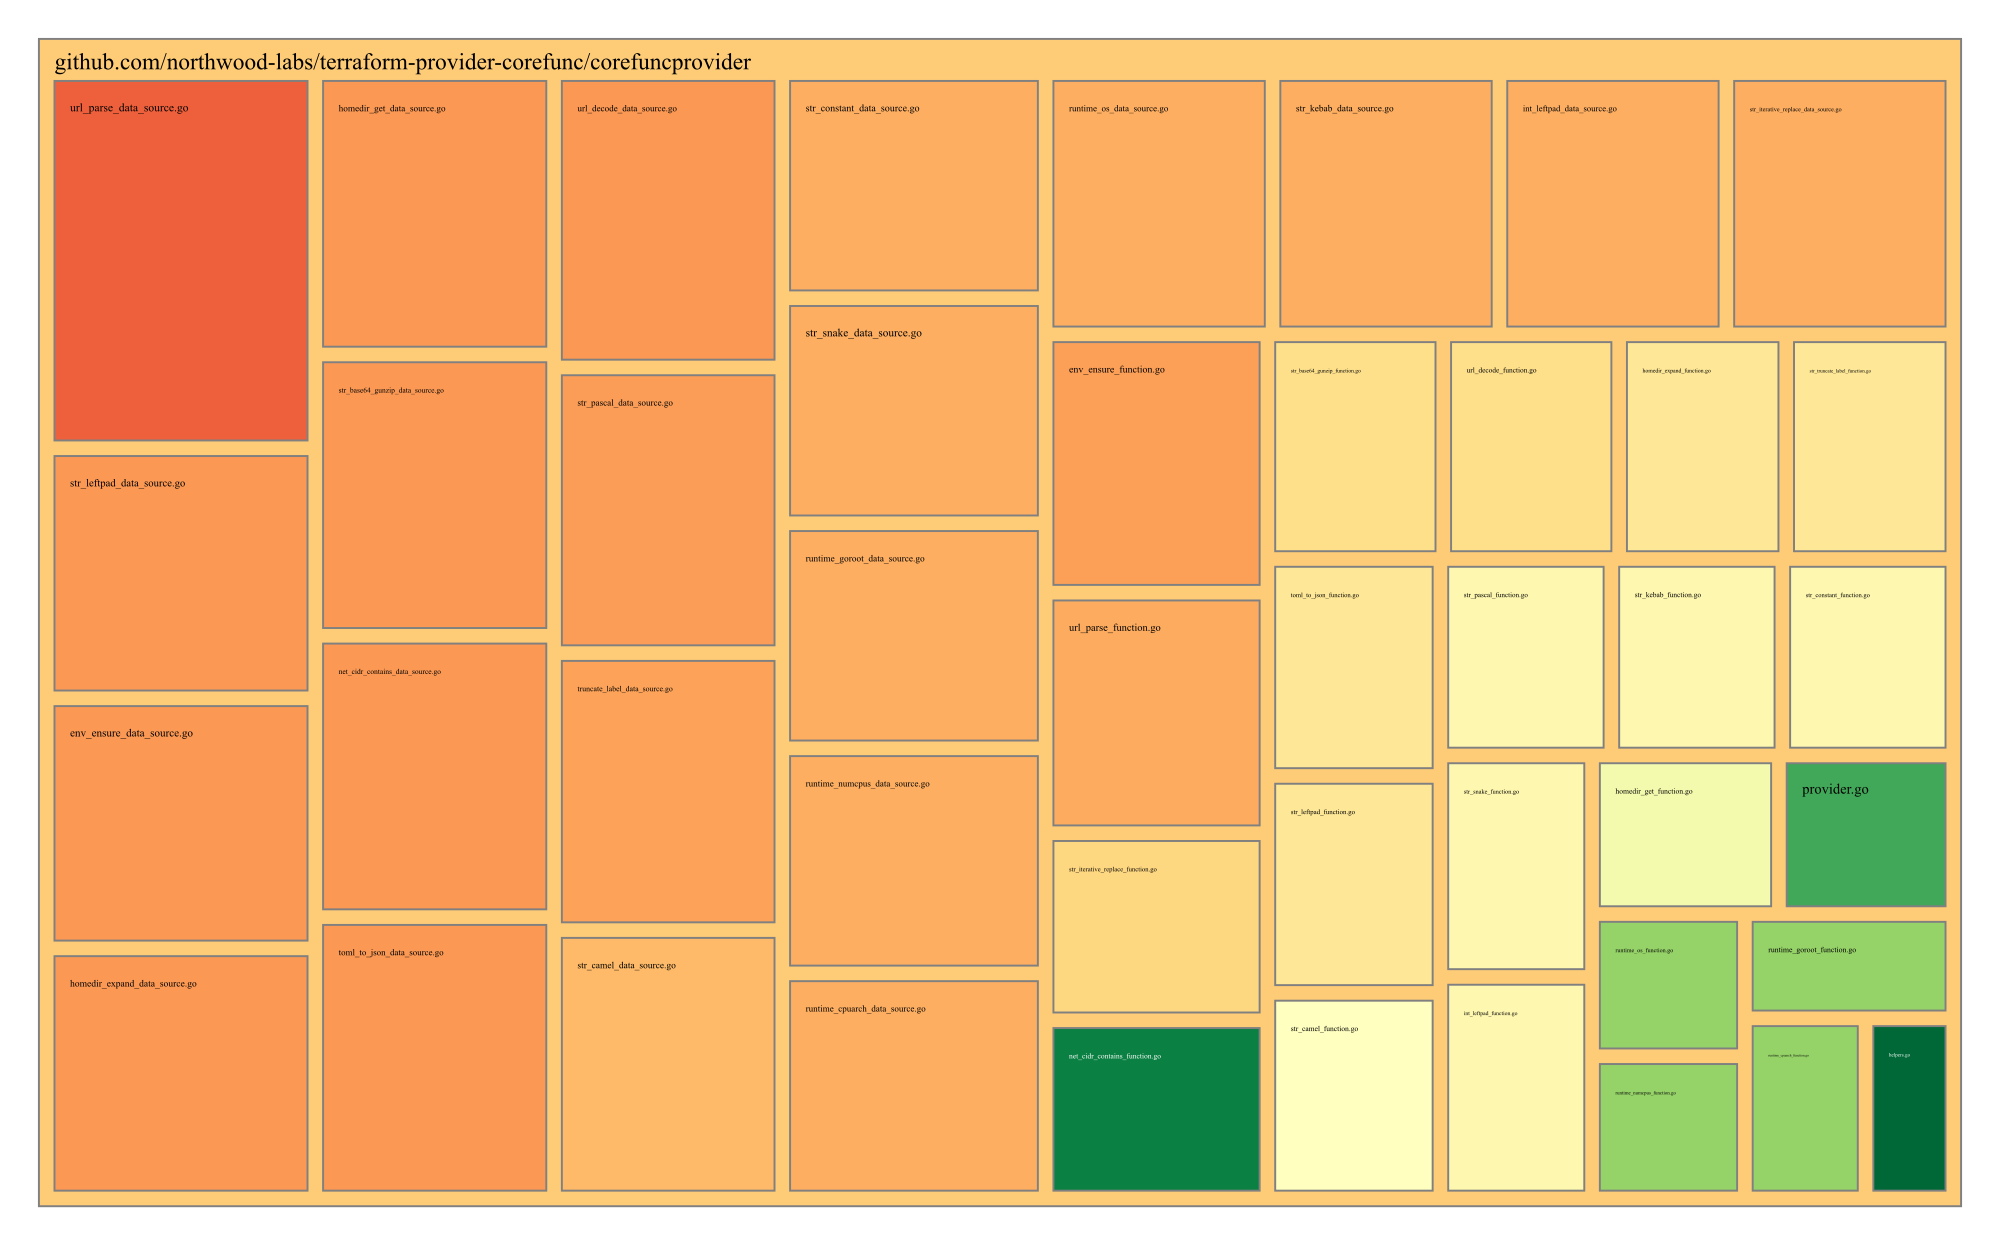 github.com/northwood-labs/terraform-provider-corefunc/corefuncprovider
url_parse_data_source.go
homedir_get_data_source.go
url_decode_data_source.go
str_constant_data_source.go
runtime_os_data_source.go
str_kebab_data_source.go
int_leftpad_data_source.go
str_iterative_replace_data_source.go
str_snake_data_source.go
env_ensure_function.go
str_base64_gunzip_function.go
url_decode_function.go
homedir_expand_function.go
str_truncate_label_function.go
str_base64_gunzip_data_source.go
str_pascal_data_source.go
str_leftpad_data_source.go
runtime_goroot_data_source.go
toml_to_json_function.go
str_pascal_function.go
str_kebab_function.go
str_constant_function.go
url_parse_function.go
net_cidr_contains_data_source.go
truncate_label_data_source.go
env_ensure_data_source.go
runtime_numcpus_data_source.go
str_leftpad_function.go
str_snake_function.go
homedir_get_function.go
provider.go
str_iterative_replace_function.go
toml_to_json_data_source.go
str_camel_data_source.go
runtime_os_function.go
runtime_goroot_function.go
homedir_expand_data_source.go
runtime_cpuarch_data_source.go
net_cidr_contains_function.go
str_camel_function.go
int_leftpad_function.go
runtime_numcpus_function.go
runtime_cpuarch_function.go
helpers.go